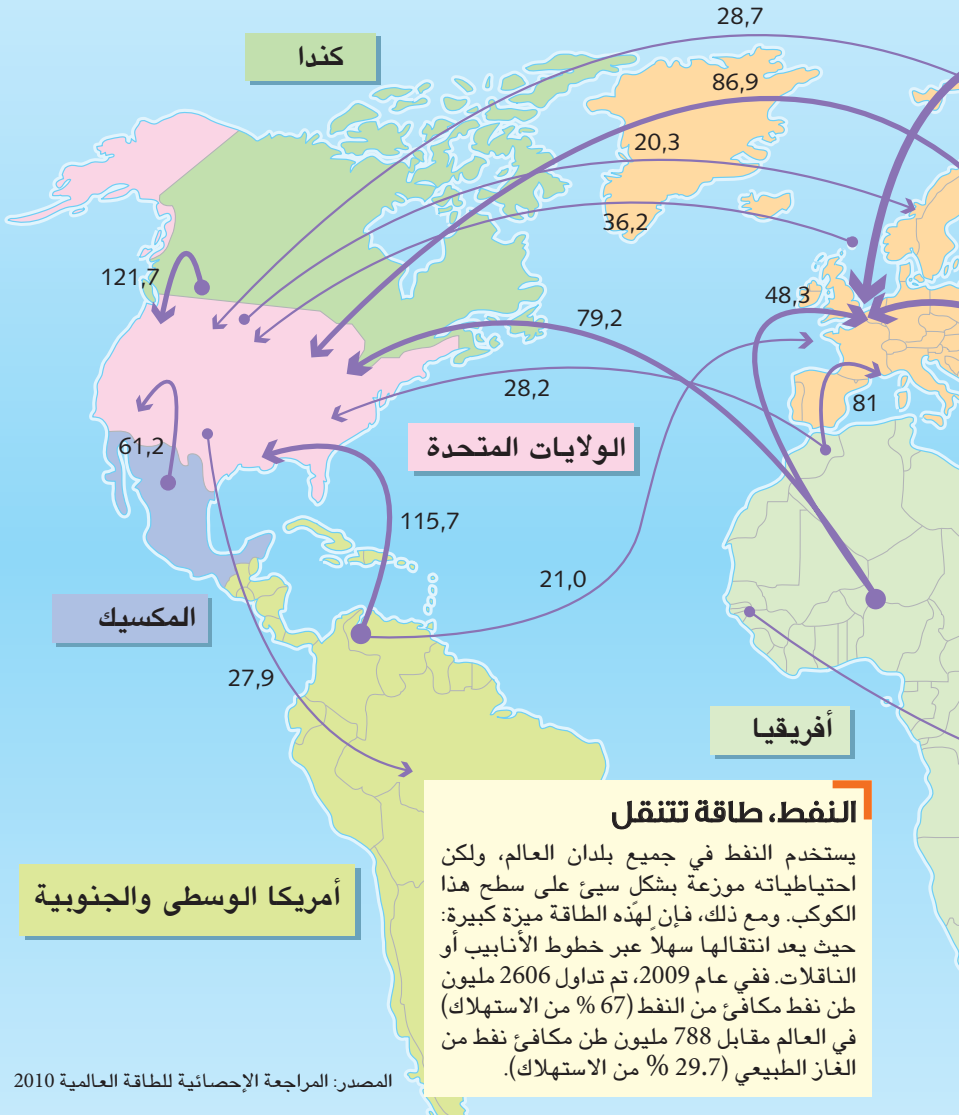 28,7
كندا
86,9
20,3
36,2
121,7
48,3
79,2
28,2
81
61,2
الولايات المتحدة
115,7
21,0
المكسيك
27,9
أفريقيا
النفط، طاقة تتنقل
يستخدم النفط في جميع بلدان العالم، ولكن
احتياطياته موزعة بشكلٍ سيئ على سطح هذا
الكوكب. ومع ذلك، فإن لهذه الطاقة ميزة كبيرة:
حيث يعد انتقالها سهلاً عبر خطوط الأنابيب أو
الناقلات. ففي عام 2009، تم تداول 2606 مليون
طن نفط مكافئ من النفط (67 % من الاستهلاك)
في العالم مقابل 788 مليون طن مكافئ نفط من
الغاز الطبيعي (29.7 % من الاستهلاك).
أمريكا الوسطى والجنوبية
المصدر: المراجعة الإحصائية للطاقة العالمية 2010